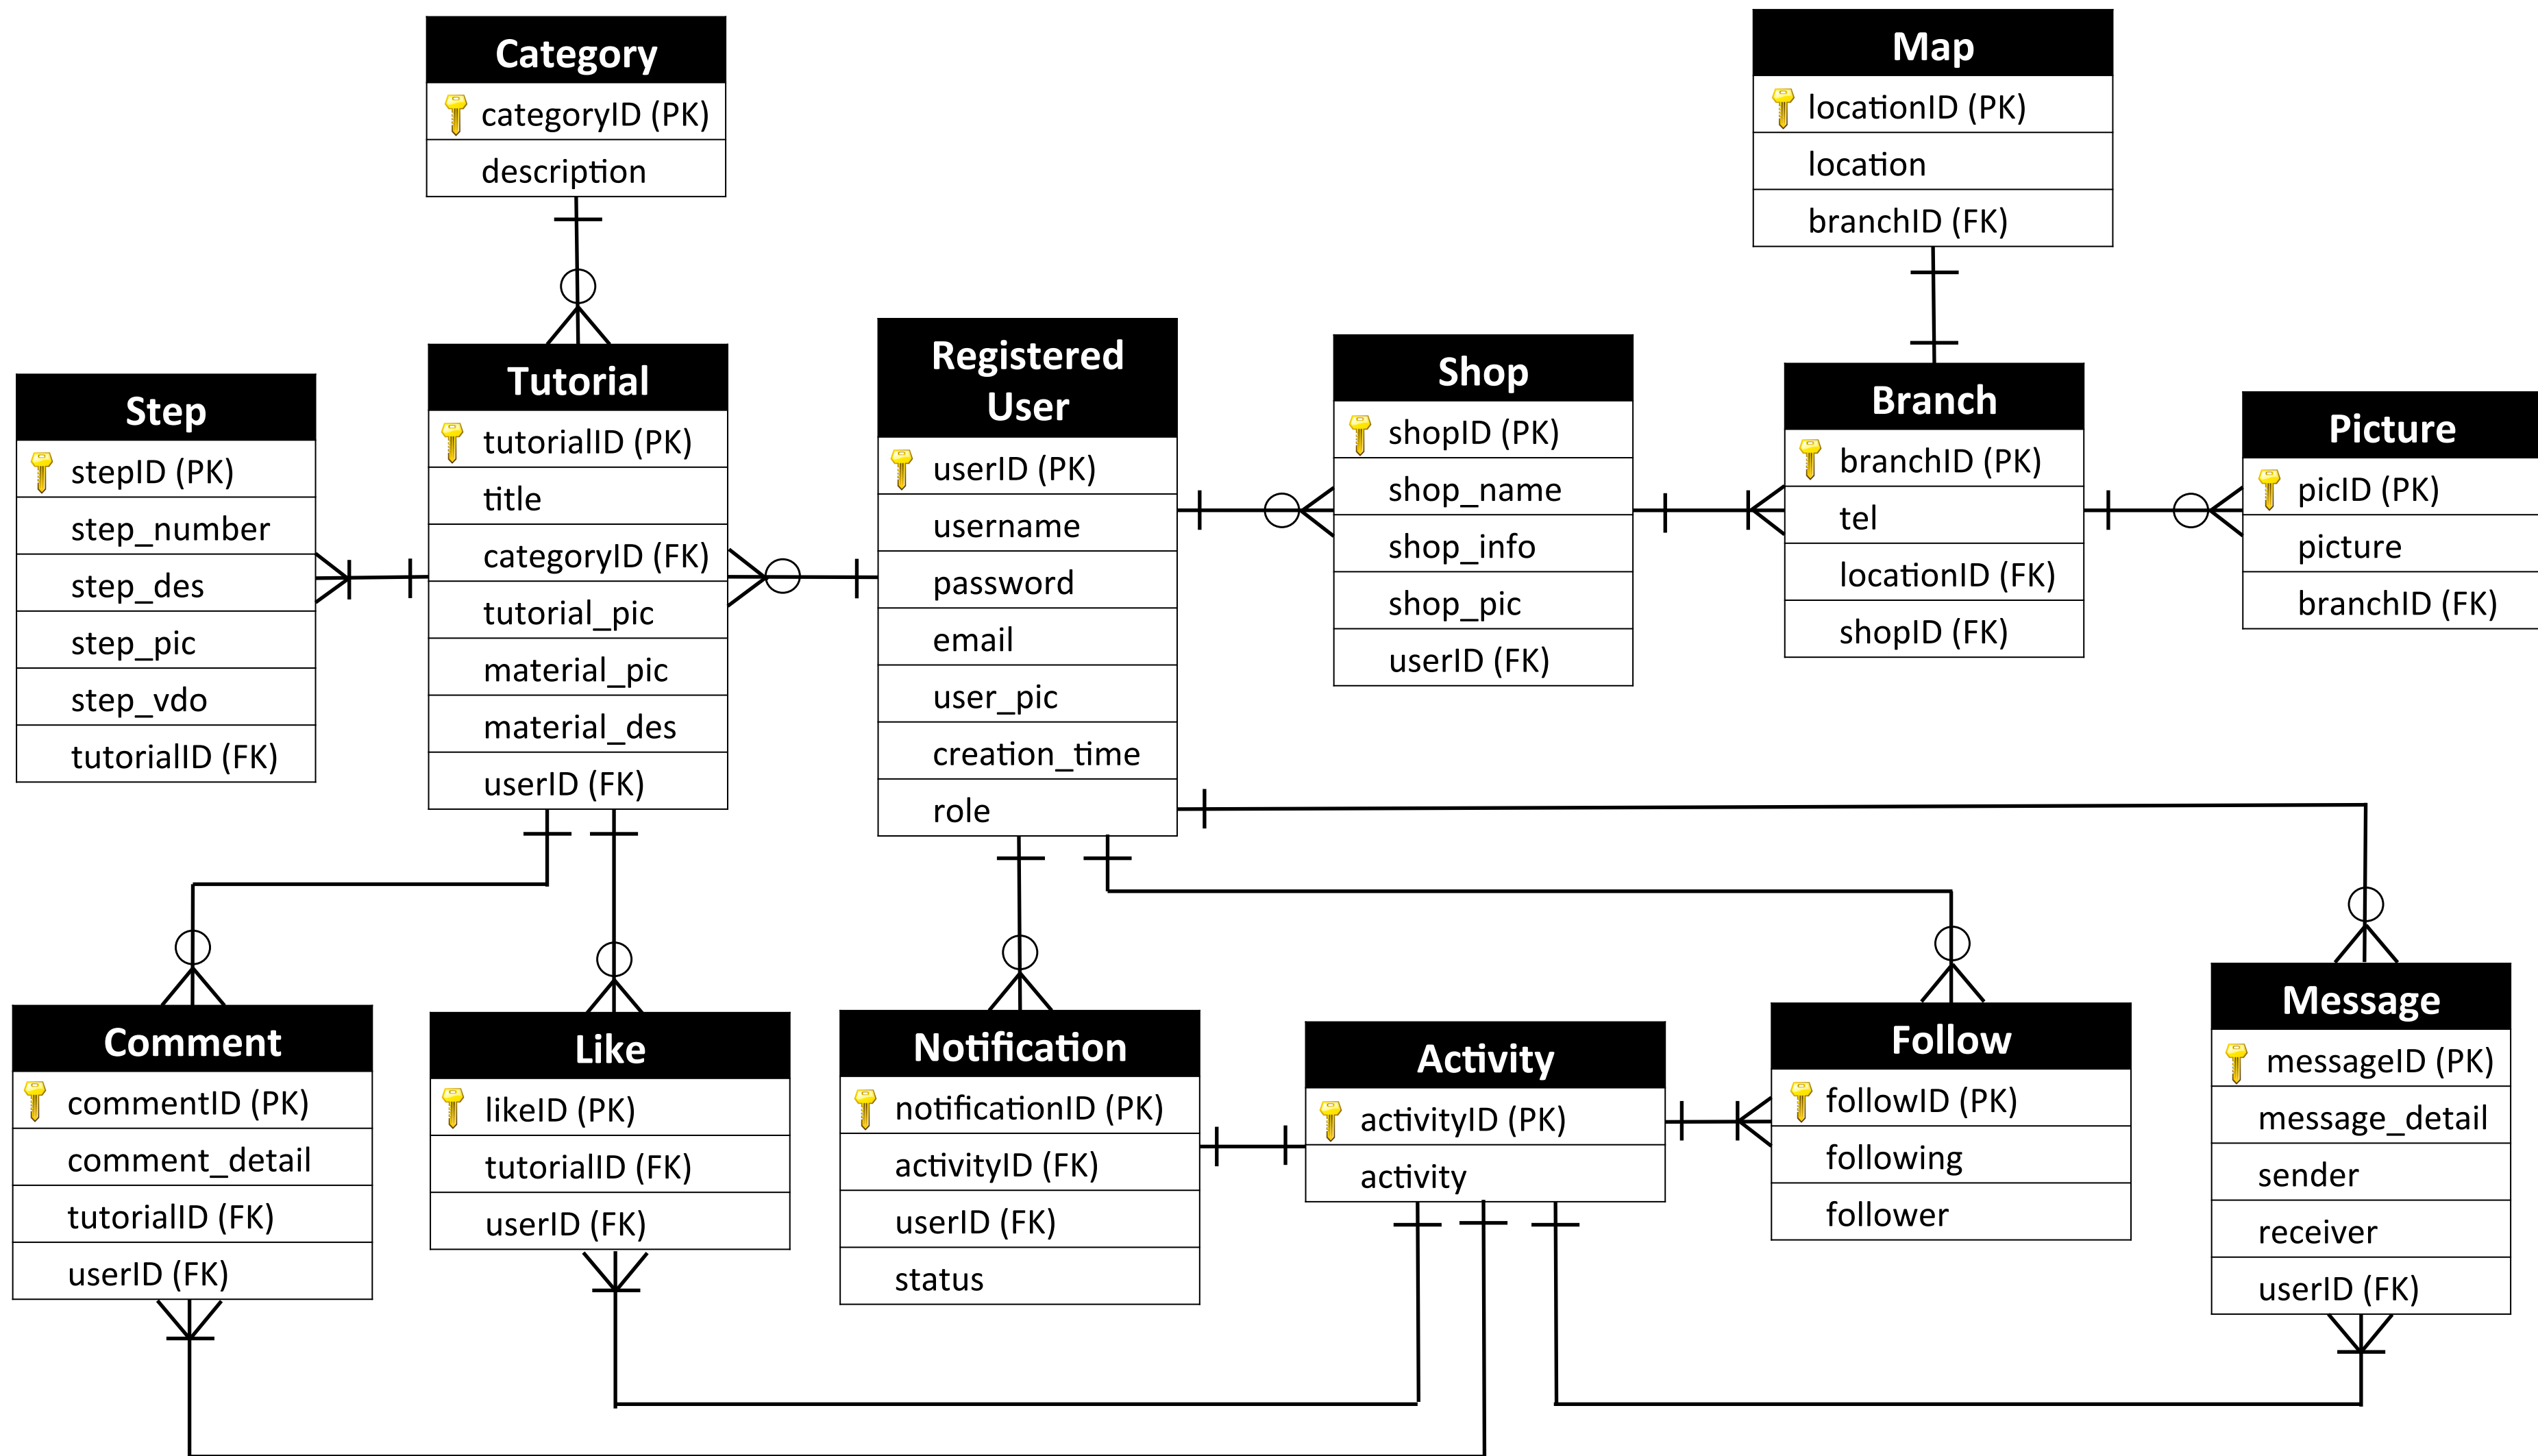 Category
categoryID (PK)
description
Map
locationID (PK)
location
branchID (FK)
Step
stepID (PK)
step_number
step_des
step_pic
step_vdo
tutorialID (FK)
Tutorial
tutorialID (PK)
title
categoryID (FK)
tutorial_pic
material_pic
material_des
userID (FK)
Registered
User
userID (PK)
username
password
email
user_pic
creation_time
role
Shop
shopID (PK)
shop_name
shop_info
shop_pic
userID (FK)
Branch
branchID (PK)
tel
locationID (FK)
shopID (FK)
Picture
picID (PK)
picture
branchID (FK)
Comment
commentID (PK)
comment_detail
tutorialID (FK)
userID (FK)
Like
likeID (PK)
tutorialID (FK)
userID (FK)
Notification
notificationID (PK)
activityID (FK)
userID (FK)
status
Activity
activityID (PK)
activity
Follow
followID (PK)
following
follower
Message
messageID (PK)
message_detail
sender
receiver
userID (FK)